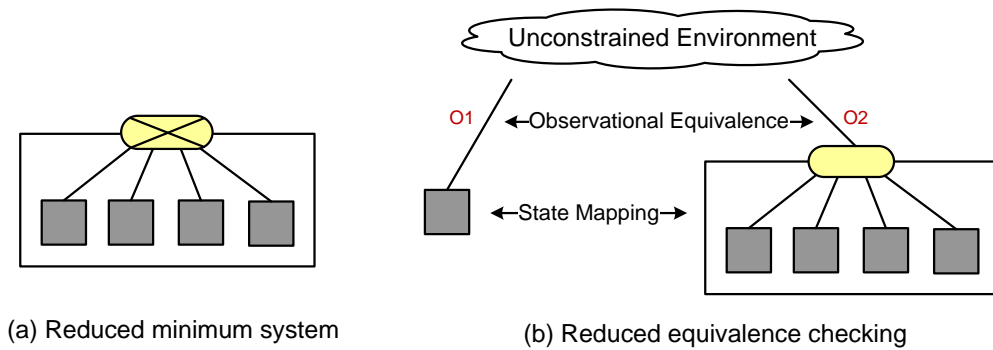 Unconstrained Environment
O1
Observational Equivalence
O2
State Mapping
(a) Reduced minimum system
(b) Reduced equivalence checking